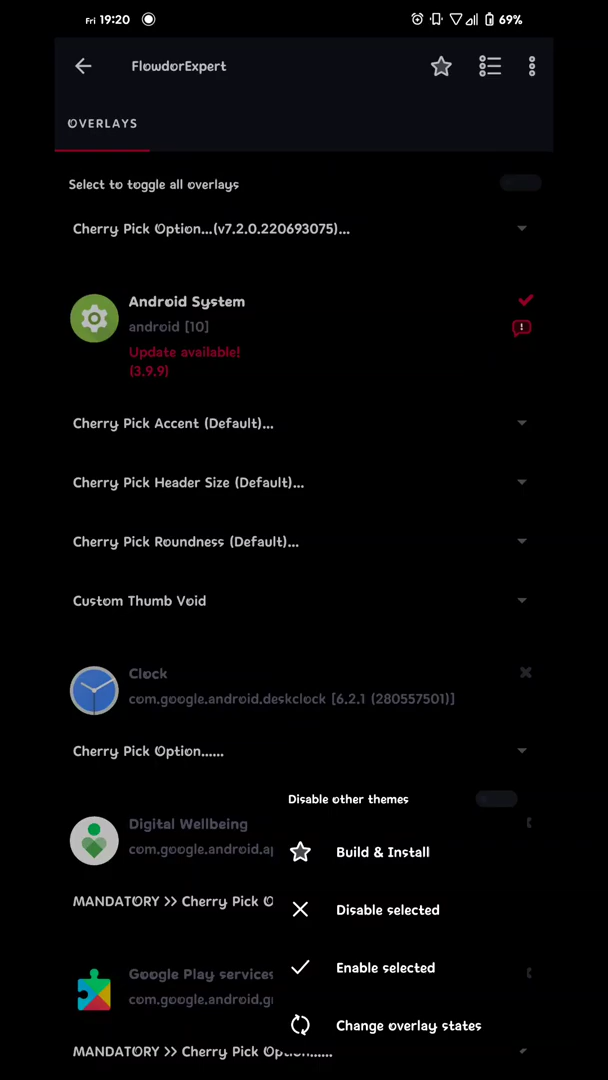 Fri 19:20
69%
FlowdorExpert
OVERLAYS
Select to toggle all overlays
Cherry Pick Option...(v7.2.0.220693075)...
Android System
android [10]
Update available!
(3.9.9)
Cherry Pick Accent (Default)...
Cherry Pick Header Size (Default)...
Cherry Pick Roundness (Default)...
Custom Thumb Void
Clock
com.google.android.deskclock [6.2.1 (280557501)]
Cherry Pick Option......
Disable other themes
Digital Wellbeing
com.google.android.ap
Build & Install
MANDATORY >> Cherry Pick O
Disable selected
Google Play services
Enable selected
com.google.android.g
Change overlay states
MANDATORY >> Cherry Pick Option......